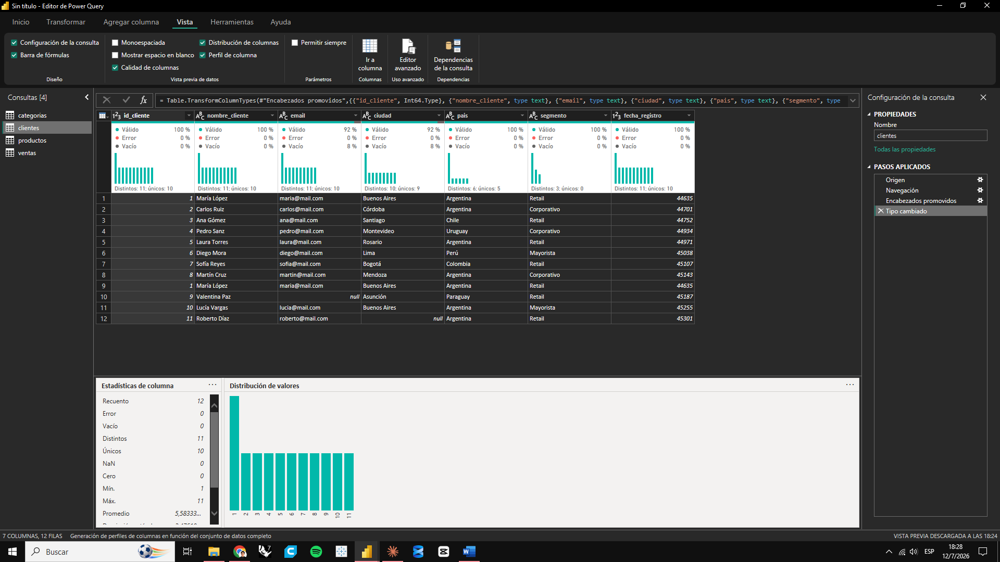 Sin título - Editor de Power Query
Inicio Transformar Agregar columna Vista Herramientas Ayuda
Configuración de la consulta
Barra de fórmulas
Diseño
Monoespaciada
Mostrar espacio en blanco
Calidad de columnas
Distribución de columnas
Perfil de columna
Vista previa de datos
Permitir siempre
Parámetros
Ir a
columna
Columnas
Editor
avanzado
Uso avanzado
Dependencias
de la consulta
Dependencias
Consultas [4]
categorias
clientes
productos
ventas
fx
= Table.TransformColumnTypes(#"Encabezados promovidos",{{"id_cliente", Int64.Type}, {"nombre_cliente", type text}, {"email", type text}, {"ciudad", type text}, {"pais", type text}, {"segmento", type
123 id_cliente ABC nombre_cliente ABC email ABC ciudad ABC pais ABC segmento 123 fecha_registro
Válido 100 % Válido 100 % Válido 92 % Válido 92 % Válido 100 % Válido 100 % Válido 100 %
Error 0 % Error 0 % Error 0 % Error 0 % Error 0 % Error 0 % Error 0 %
Vacío 0 % Vacío 0 % Vacío 8 % Vacío 8 % Vacío 0 % Vacío 0 % Vacío 0 %
Distintos: 11; únicos: 10 Distintos: 11; únicos: 10 Distintos: 11; únicos: 10 Distintos: 10; únicos: 9 Distintos: 6; únicos: 5 Distintos: 3; únicos: 0 Distintos: 11; únicos: 10
1 1 María López maria@mail.com Buenos Aires Argentina Retail 44635
2 2 Carlos Ruiz carlos@mail.com Córdoba Argentina Corporativo 44701
3 3 Ana Gómez ana@mail.com Santiago Chile Retail 44752
4 4 Pedro Sanz pedro@mail.com Montevideo Uruguay Corporativo 44934
5 5 Laura Torres laura@mail.com Rosario Argentina Retail 44971
6 6 Diego Mora diego@mail.com Lima Perú Mayorista 45038
7 7 Sofía Reyes sofia@mail.com Bogotá Colombia Retail 45107
8 8 Martín Cruz martin@mail.com Mendoza Argentina Corporativo 45143
9 1 María López maria@mail.com Buenos Aires Argentina Retail 44635
10 9 Valentina Paz null Asunción Paraguay Retail 45187
11 10 Lucía Vargas lucia@mail.com Buenos Aires Argentina Mayorista 45255
12 11 Roberto Díaz roberto@mail.com null Argentina Retail 45301
Estadísticas de columna
Recuento 12
Error 0
Vacío 0
Distintos 11
Únicos 10
NaN 0
Cero 0
Mín. 1
Máx. 11
Promedio 5,58333...
Distribución de valores
1 2 3 4 5 6 7 8 9 10 11
Configuración de la consulta
PROPIEDADES
Nombre
clientes
Todas las propiedades
PASOS APLICADOS
Origen
Navegación
Encabezados promovidos
Tipo cambiado
7 COLUMNAS, 12 FILAS Generación de perfiles de columnas en función del conjunto de datos completo VISTA PREVIA DESCARGADA A LAS 18:24
Buscar
ESP
18:28
12/7/2026